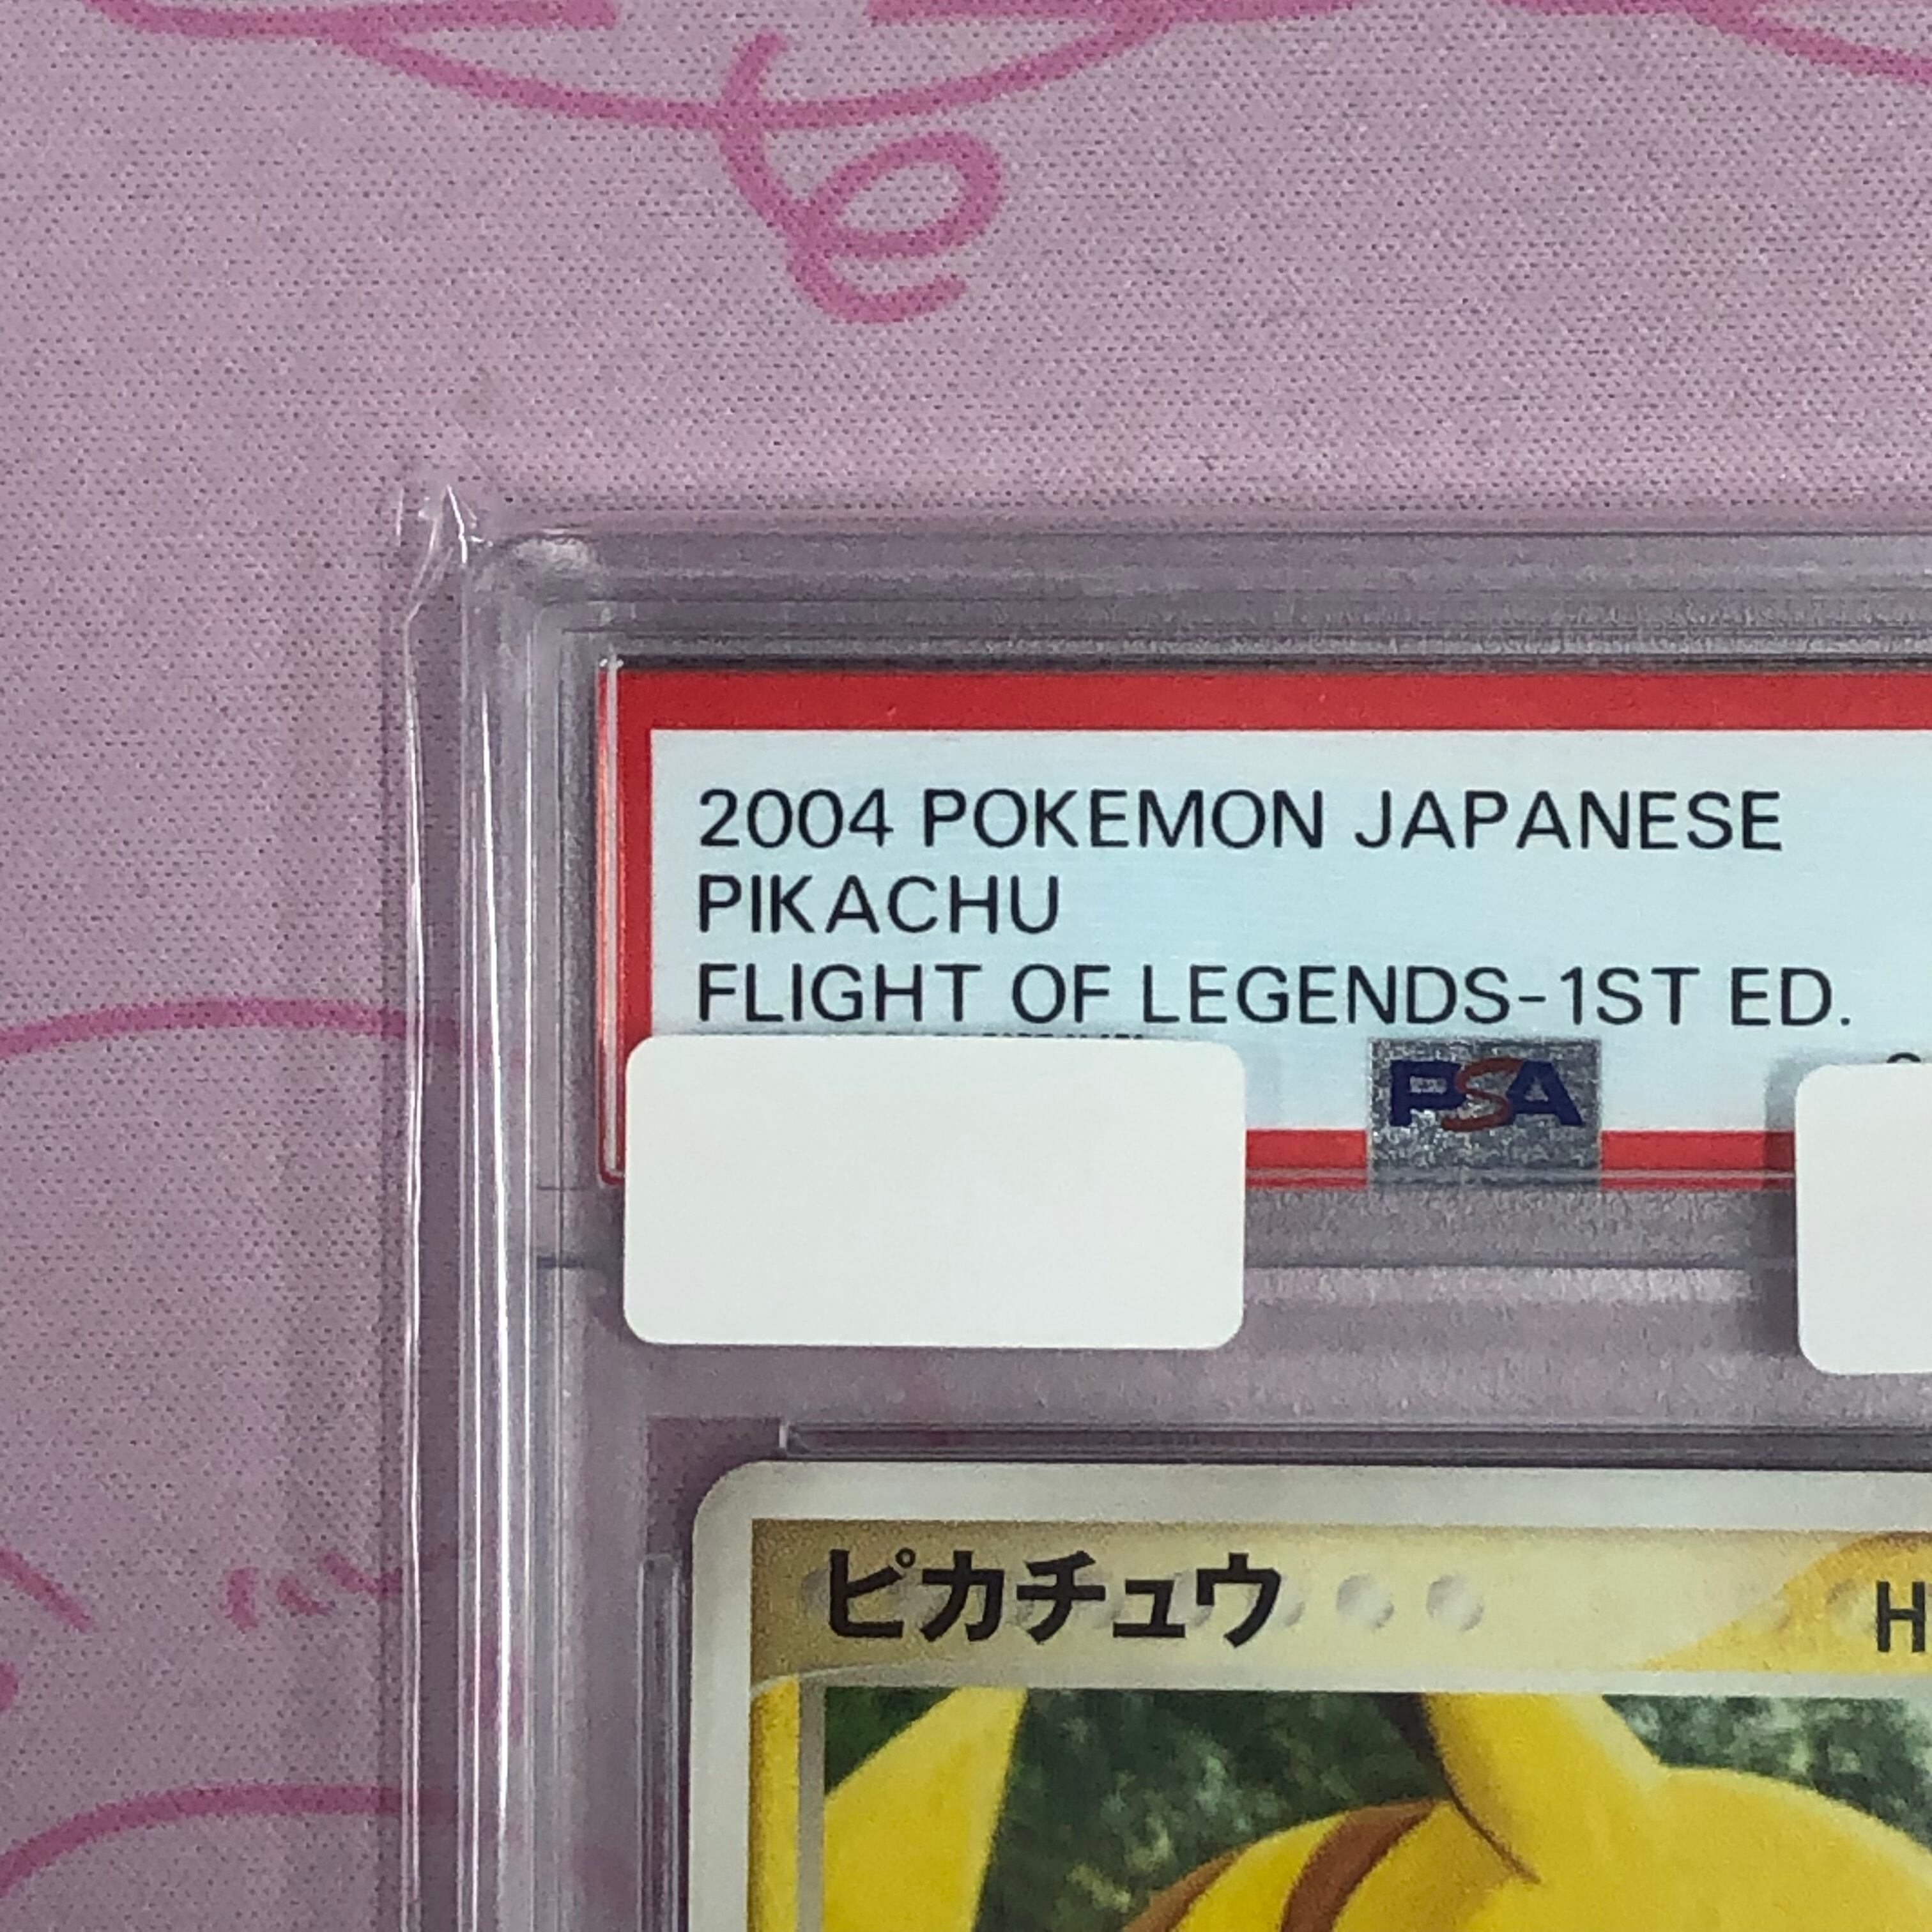 2004 POKEMON JAPANESE
PIKACHU
FLIGHT OF LEGENDS-1ST ED.
PSA
ピカチュウ
H